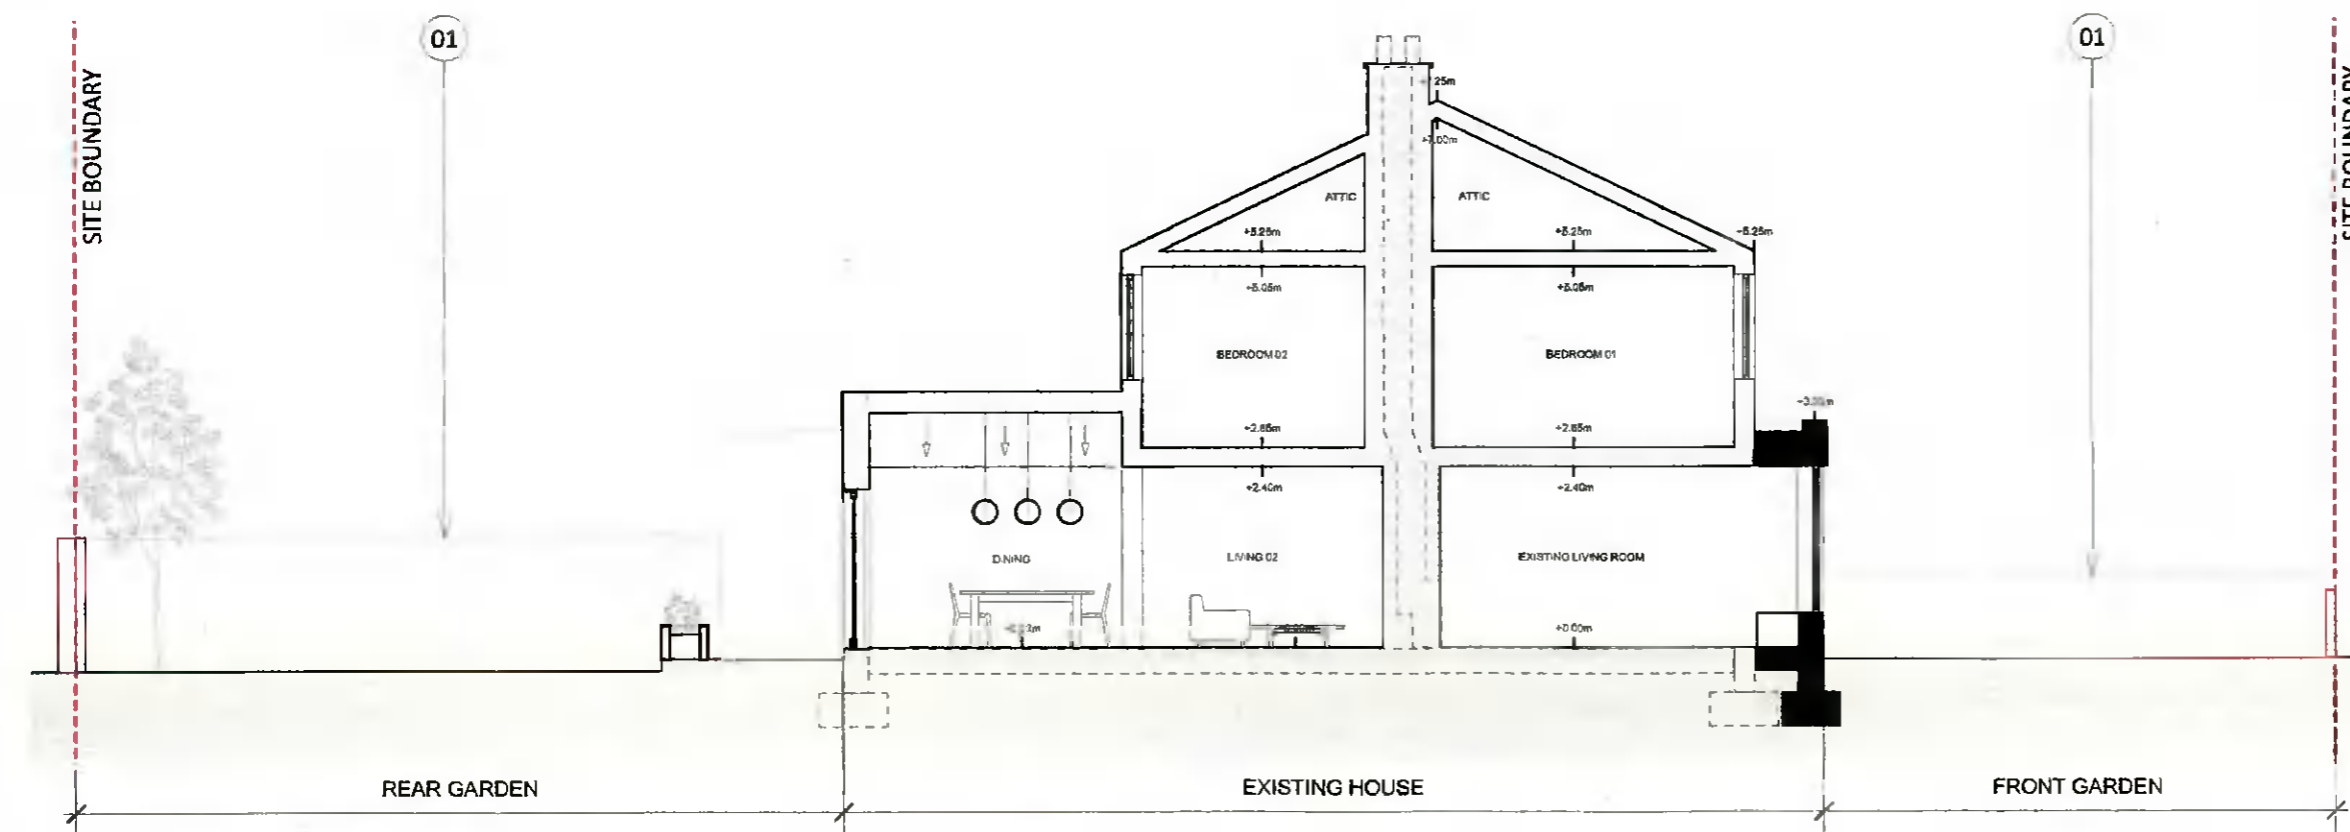 01
01
SITE BOUNDARY
SITE BOUNDARY
ATTIC
ATTIC
+5.25m
+5.25m
+5.25m
+5.05m
+5.05m
BEDROOM 02
BEDROOM 01
+2.65m
+2.65m
+2.40m
+2.40m
DINING
LIVING 02
EXISTING LIVING ROOM
+0.00m
REAR GARDEN
EXISTING HOUSE
FRONT GARDEN